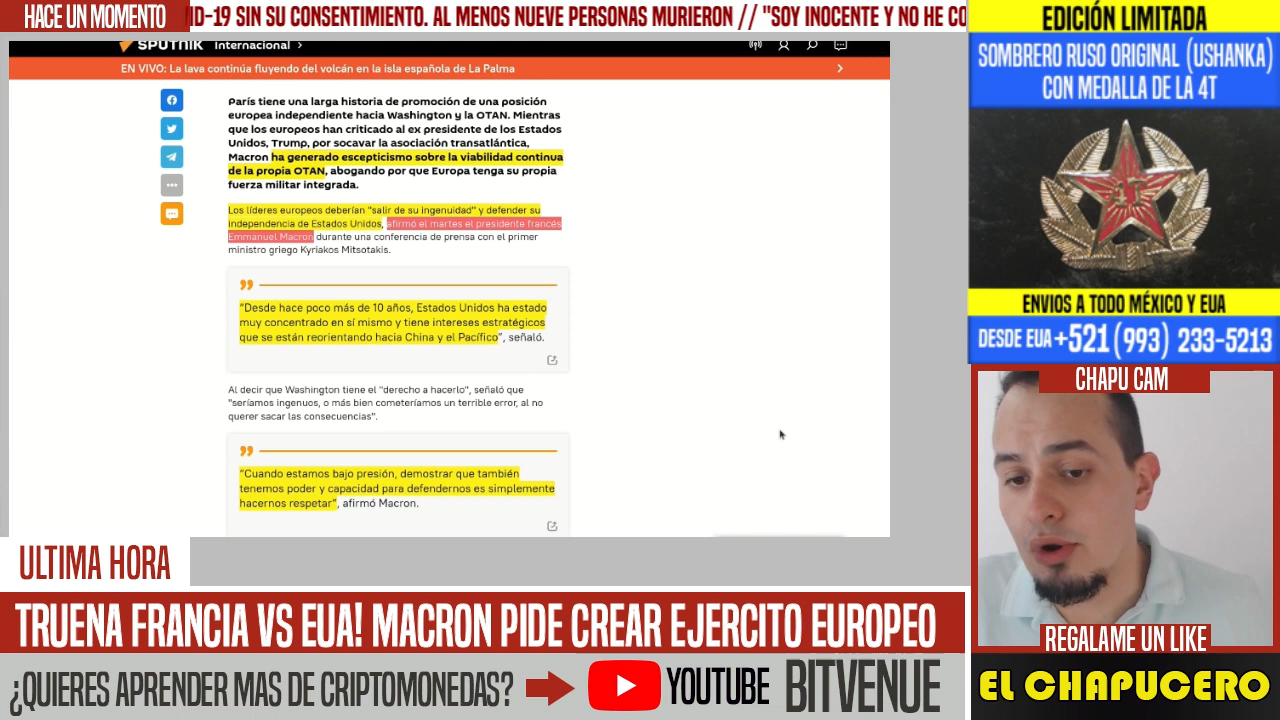 HACE UN MOMENTO
ID-19 SIN SU CONSENTIMIENTO. AL MENOS NUEVE PERSONAS MURIERON // "SOY INOCENTE Y NO HE CO
SPUTNIK Internacional
EN VIVO: La lava continúa fluyendo del volcán en la isla española de La Palma
París tiene una larga historia de promoción de una posición
europea independiente hacia Washington y la OTAN. Mientras
que los europeos han criticado al ex presidente de los Estados
Unidos, Trump, por socavar la asociación transatlántica,
Macron ha generado escepticismo sobre la viabilidad continua
de la propia OTAN, abogando por que Europa tenga su propia
fuerza militar integrada.
Los líderes europeos deberían "salir de su ingenuidad" y defender su
independencia de Estados Unidos, afirmó el martes el presidente francés
Emmanuel Macron durante una conferencia de prensa con el primer
ministro griego Kyriakos Mitsotakis.
"Desde hace poco más de 10 años, Estados Unidos ha estado
muy concentrado en sí mismo y tiene intereses estratégicos
que se están reorientando hacia China y el Pacífico", señaló.
Al decir que Washington tiene el "derecho a hacerlo", señaló que
"seríamos ingenuos, o más bien cometeríamos un terrible error, al no
querer sacar las consecuencias".
"Cuando estamos bajo presión, demostrar que también
tenemos poder y capacidad para defendernos es simplemente
hacernos respetar", afirmó Macron.
EDICIÓN LIMITADA
SOMBRERO RUSO ORIGINAL (USHANKA)
CON MEDALLA DE LA 4T
ENVIOS A TODO MÉXICO Y EUA
DESDE EUA +521 (993) 233-5213
CHAPU CAM
REGALAME UN LIKE
EL CHAPUCERO
ULTIMA HORA
TRUENA FRANCIA VS EUA! MACRON PIDE CREAR EJERCITO EUROPEO
¿QUIERES APRENDER MAS DE CRIPTOMONEDAS? YOUTUBE BITVENUE